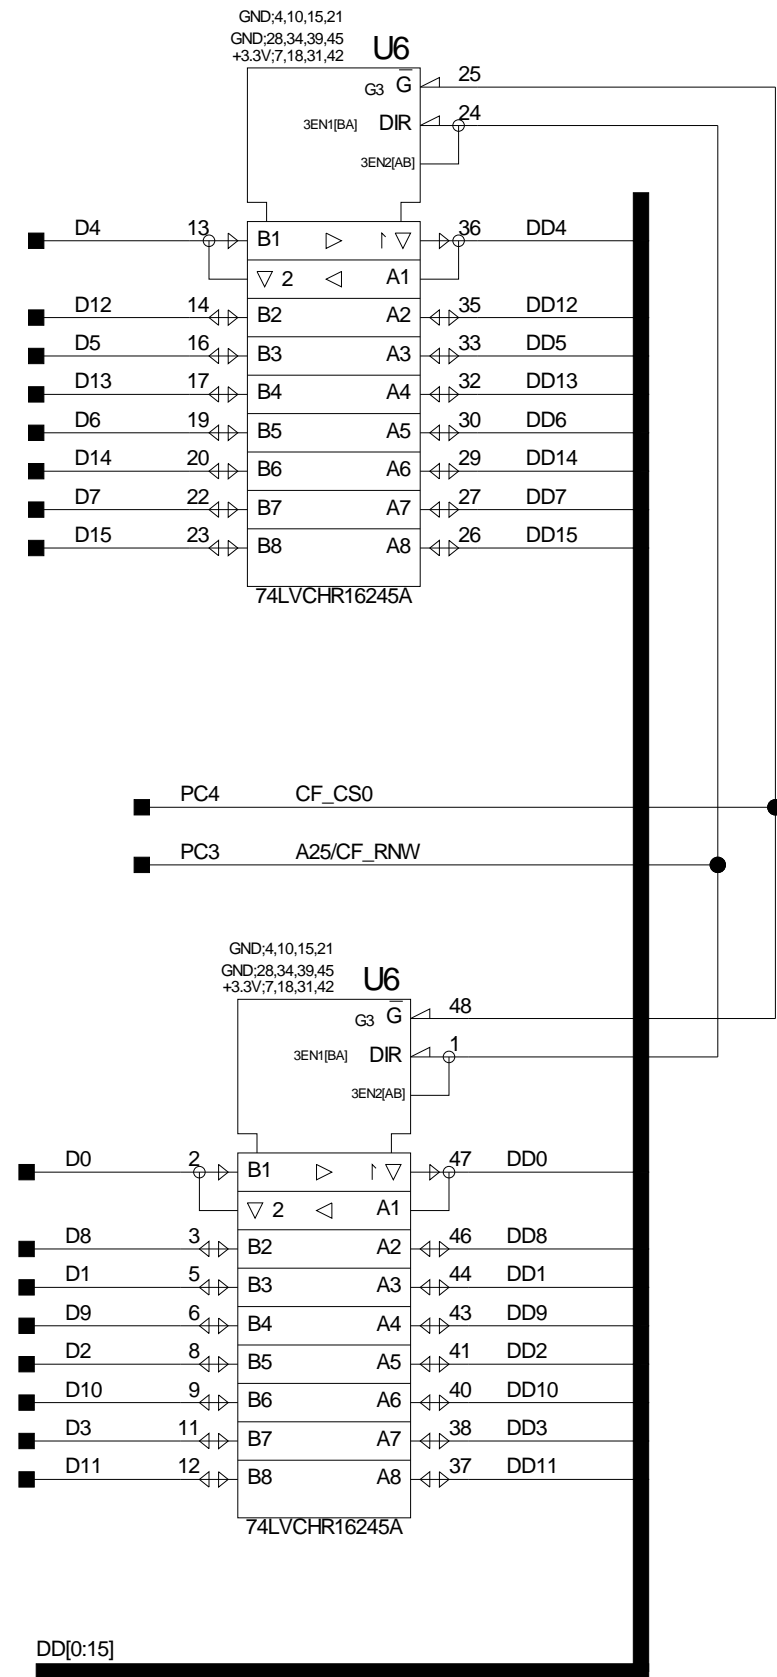 GND;4,10,15,21
GND;28,34,39,45
+3.3V;7,18,31,42 U6
G3 G 25
3EN1[BA] DIR 24
3EN2[AB]
D4 13 B1 1 36 DD4
2 A1
D12 14 B2 A2 35 DD12
D5 16 B3 A3 33 DD5
D13 17 B4 A4 32 DD13
D6 19 B5 A5 30 DD6
D14 20 B6 A6 29 DD14
D7 22 B7 A7 27 DD7
D15 23 B8 A8 26 DD15
74LVCHR16245A
PC4 CF_CS0
PC3 A25/CF_RNW
GND;4,10,15,21
GND;28,34,39,45
+3.3V;7,18,31,42 U6
G3 G 48
3EN1[BA] DIR 1
3EN2[AB]
D0 2 B1 1 47 DD0
2 A1
D8 3 B2 A2 46 DD8
D1 5 B3 A3 44 DD1
D9 6 B4 A4 43 DD9
D2 8 B5 A5 41 DD2
D10 9 B6 A6 40 DD10
D3 11 B7 A7 38 DD3
D11 12 B8 A8 37 DD11
74LVCHR16245A
DD[0:15]